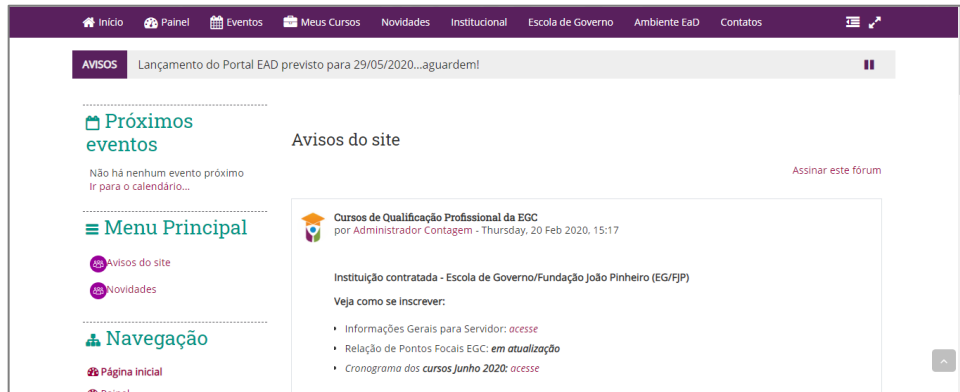 Início Painel Eventos Meus Cursos Novidades Institucional Escola de Governo Ambiente EaD Contatos
AVISOS Lançamento do Portal EAD previsto para 29/05/2020...aguardem!
Próximos
eventos
Não há nenhum evento próximo
Ir para o calendário...
Menu Principal
Avisos do site
Novidades
Navegação
Página inicial
Painel
Avisos do site
Assinar este fórum
Cursos de Qualificação Profissional da EGC
por Administrador Contagem - Thursday, 20 Feb 2020, 15:17
Instituição contratada - Escola de Governo/Fundação João Pinheiro (EG/FJP)
Veja como se inscrever:
Informações Gerais para Servidor: acesse
Relação de Pontos Focais EGC: em atualização
Cronograma dos cursos Junho 2020: acesse